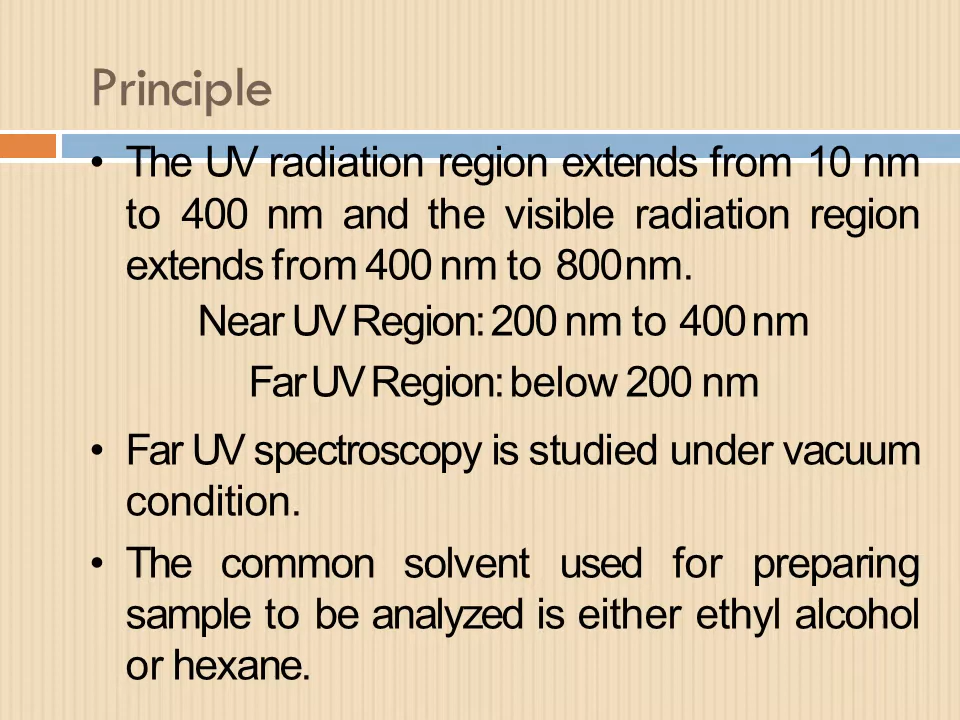 Principle
• The UV radiation region extends from 10 nm
to 400 nm and the visible radiation region
extends from 400 nm to 800nm.
Near UV Region: 200 nm to 400 nm
Far UV Region: below 200 nm
• Far UV spectroscopy is studied under vacuum
condition.
• The common solvent used for preparing
sample to be analyzed is either ethyl alcohol
or hexane.